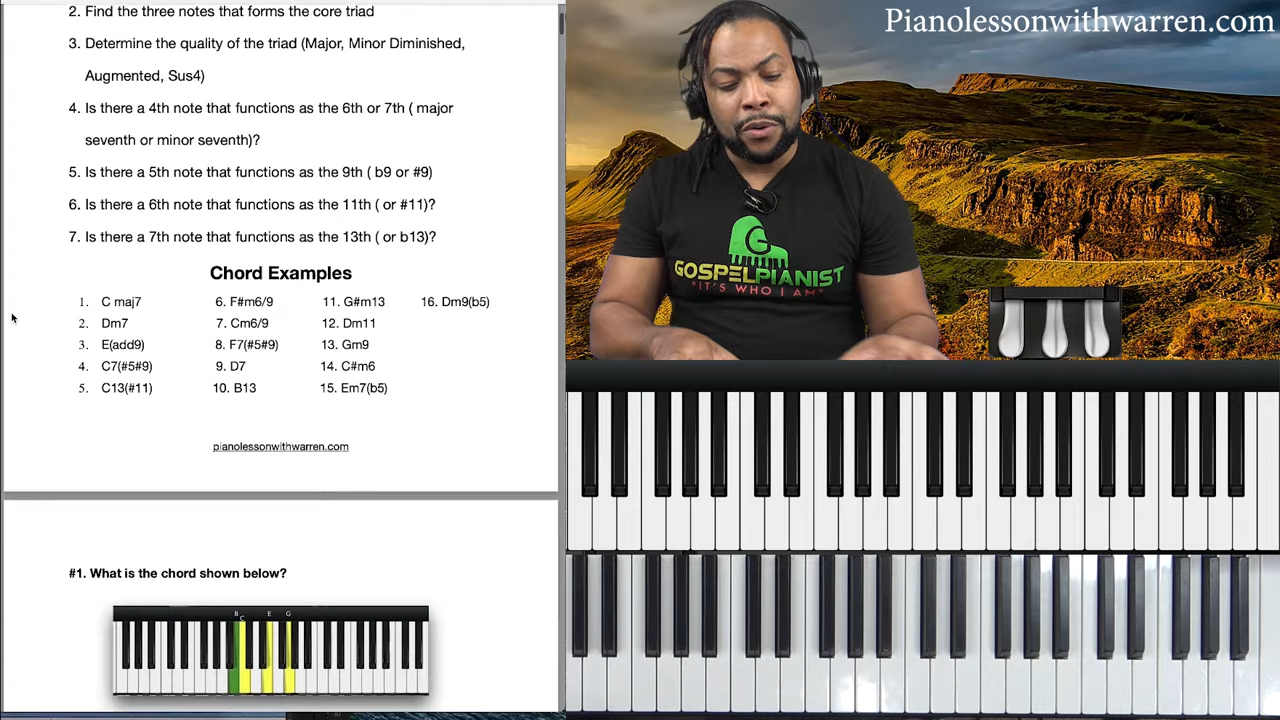 2. Find the three notes that forms the core triad
3. Determine the quality of the triad (Major, Minor Diminished,
Augmented, Sus4)
4. Is there a 4th note that functions as the 6th or 7th ( major
seventh or minor seventh)?
5. Is there a 5th note that functions as the 9th ( b9 or #9)
6. Is there a 6th note that functions as the 11th ( or #11)?
7. Is there a 7th note that functions as the 13th ( or b13)?
Chord Examples
1. C maj7
2. Dm7
3. E(add9)
4. C7(#5#9)
5. C13(#11)
6. F#m6/9
7. Cm6/9
8. F7(#5#9)
9. D7
10. B13
11. G#m13
12. Dm11
13. Gm9
14. C#m6
15. Em7(b5)
16. Dm9(b5)
pianolessonwithwarren.com
#1. What is the chord shown below?
B C E G
Pianolessonwithwarren.com
G
GOSPELPIANIST
"IT'S WHO I AM"